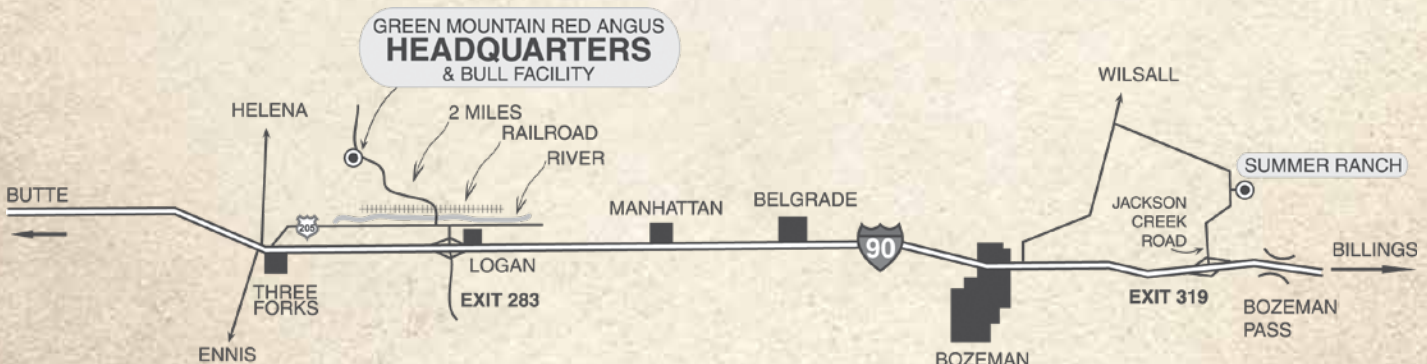 GREEN MOUNTAIN RED ANGUS
HEADQUARTERS
& BULL FACILITY
WILSALL
HELENA
2 MILES
RAILROAD
RIVER
SUMMER RANCH
BUTTE
205
MANHATTAN
BELGRADE
JACKSON
CREEK
ROAD
90
LOGAN
BILLINGS
THREE
FORKS
EXIT 283
EXIT 319
BOZEMAN
PASS
ENNIS
BOZEMAN